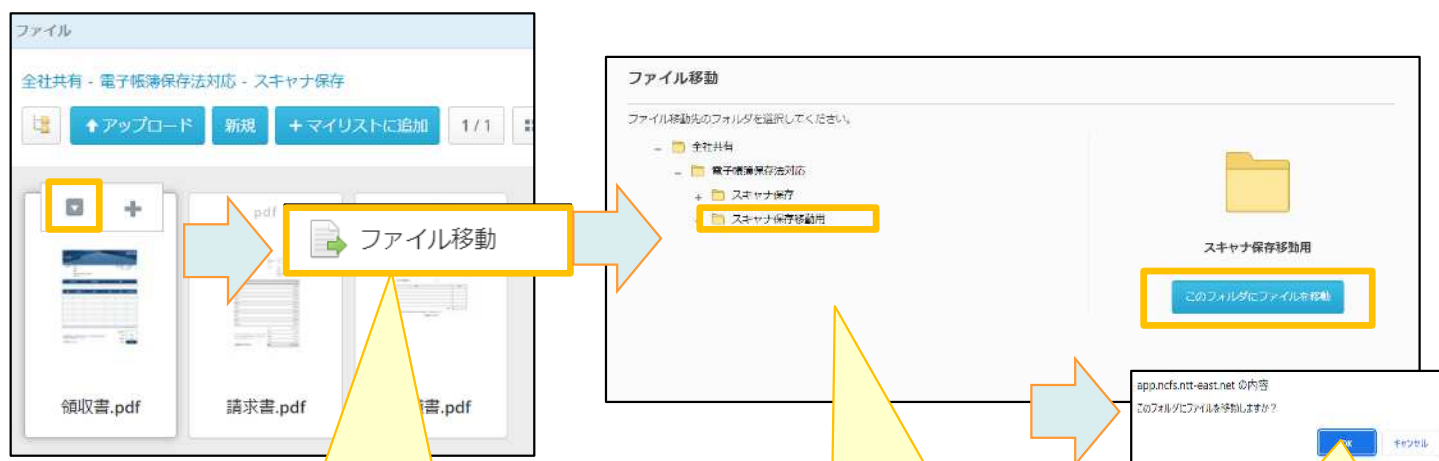 ファイル
全社共有 - 電子帳簿保存法対応 - スキャナ保存
アップロード 新規 +マイリストに追加 1/1
pdf
ファイル移動
領収書.pdf 請求書.pdf 書.pdf
ファイル移動
ファイル移動先のフォルダを選択してください。
全社共有
電子帳簿保存法対応
スキャナ保存
スキャナ保存移動用
スキャナ保存移動用
このフォルダにファイルを移動
app.ncfs.ntt-east.net の内容
このフォルダにファイルを移動しますか？
OK キャンセル